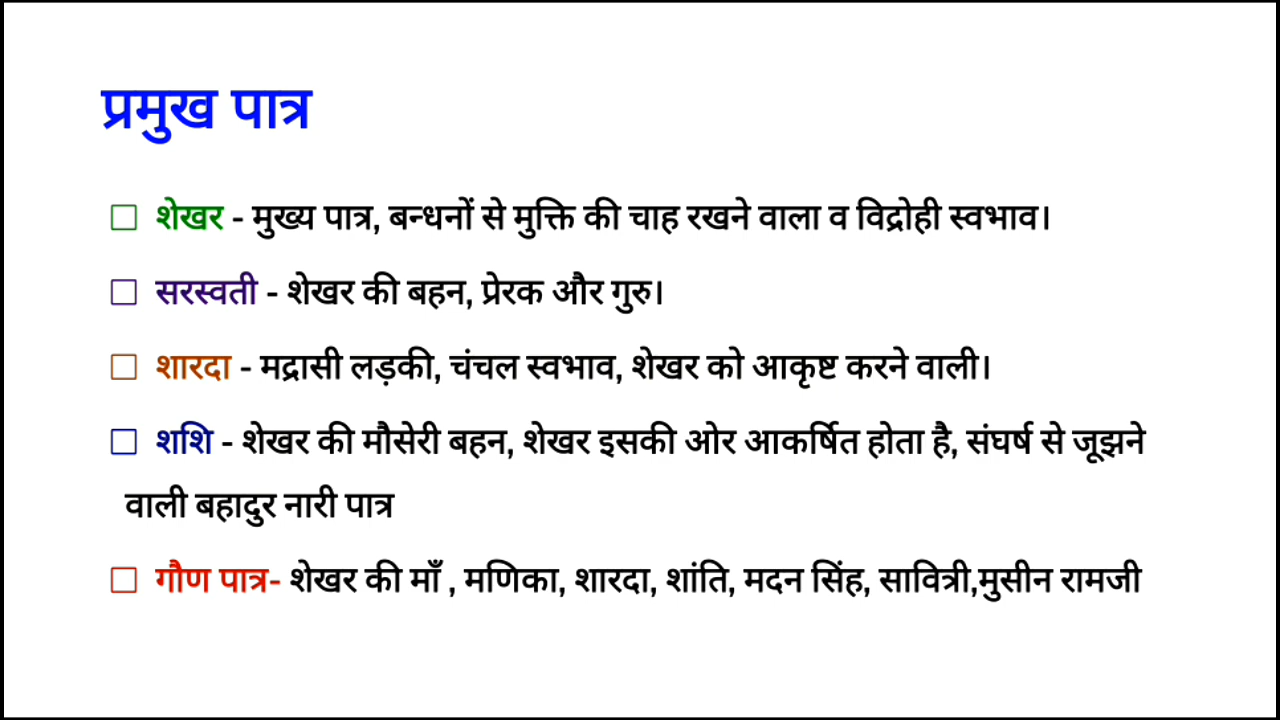 प्रमुख पात्र
शेखर - मुख्य पात्र, बन्धनों से मुक्ति की चाह रखने वाला व विद्रोही स्वभाव।
सरस्वती - शेखर की बहन, प्रेरक और गुरु।
शारदा - मद्रासी लड़की, चंचल स्वभाव, शेखर को आकृष्ट करने वाली।
शशि - शेखर की मौसेरी बहन, शेखर इसकी ओर आकर्षित होता है, संघर्ष से जूझने
वाली बहादुर नारी पात्र
गौण पात्र- शेखर की माँ , मणिका, शारदा, शांति, मदन सिंह, सावित्री,मुसीन रामजी